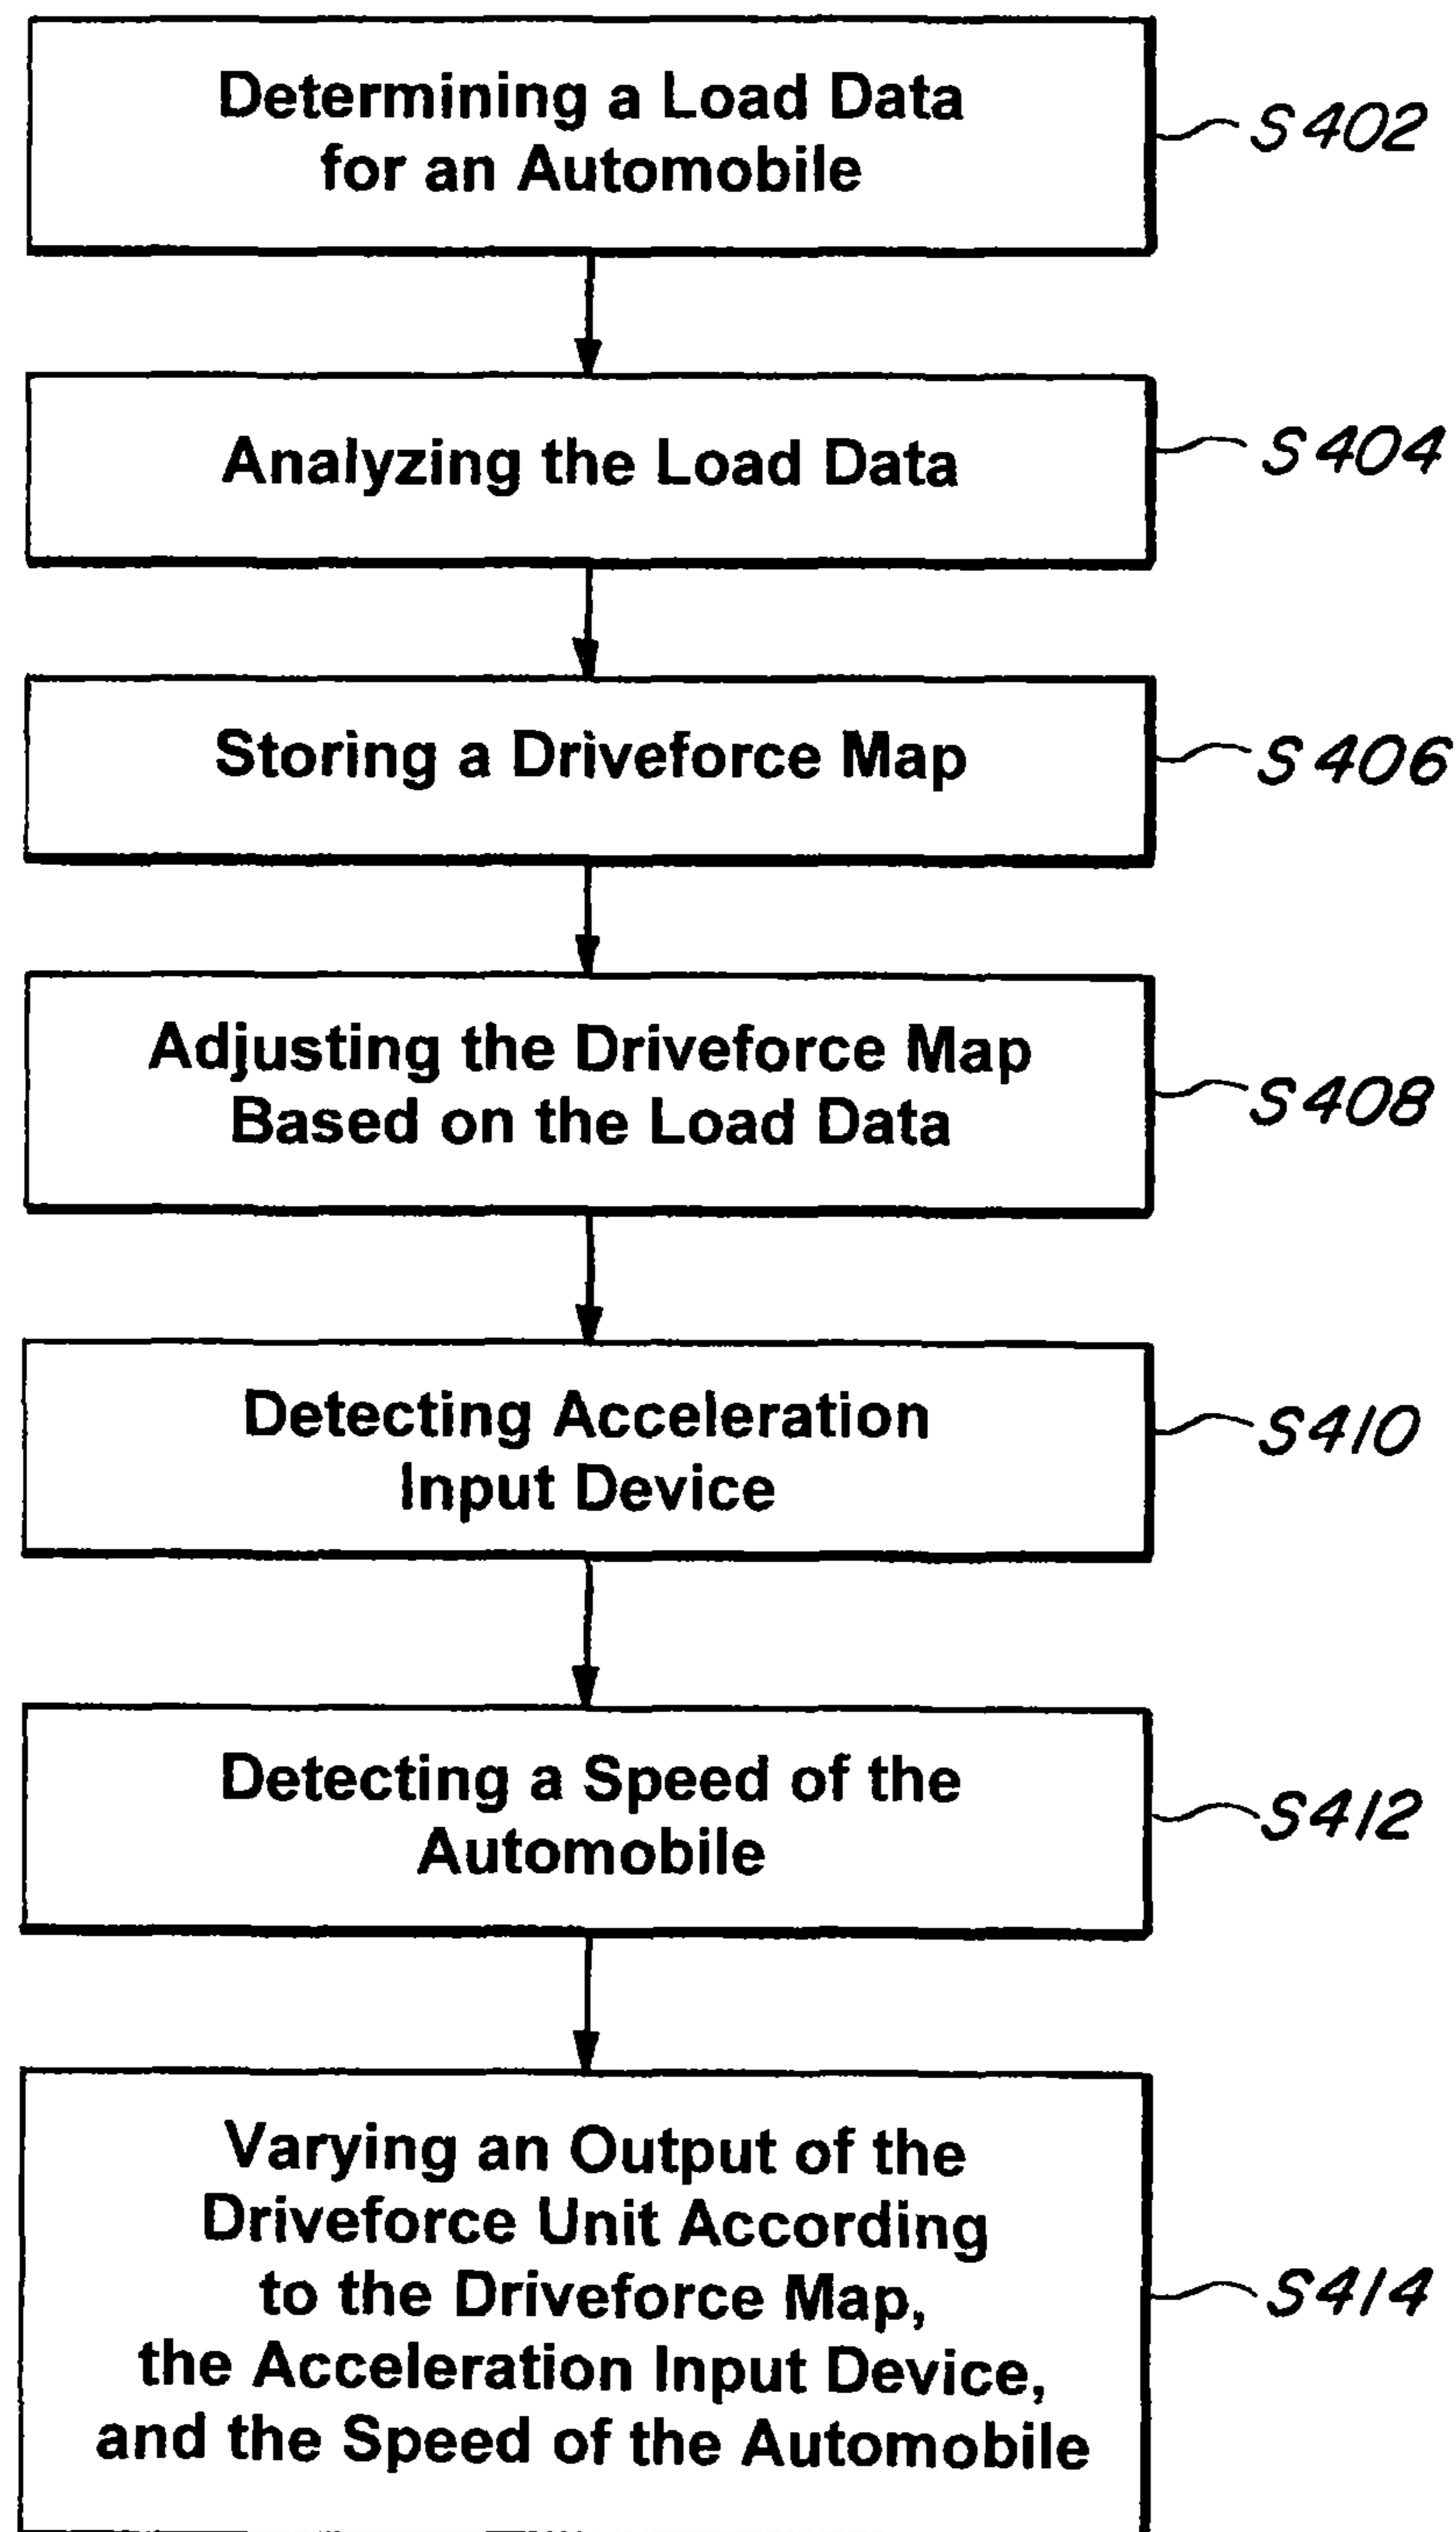 Determining a Load Data
for an Automobile
S402
Analyzing the Load Data
S404
Storing a Driveforce Map
S406
Adjusting the Driveforce Map
Based on the Load Data
S408
Detecting Acceleration
Input Device
S410
Detecting a Speed of the
Automobile
S412
Varying an Output of the
Driveforce Unit According
to the Driveforce Map,
the Acceleration Input Device,
and the Speed of the Automobile
S414